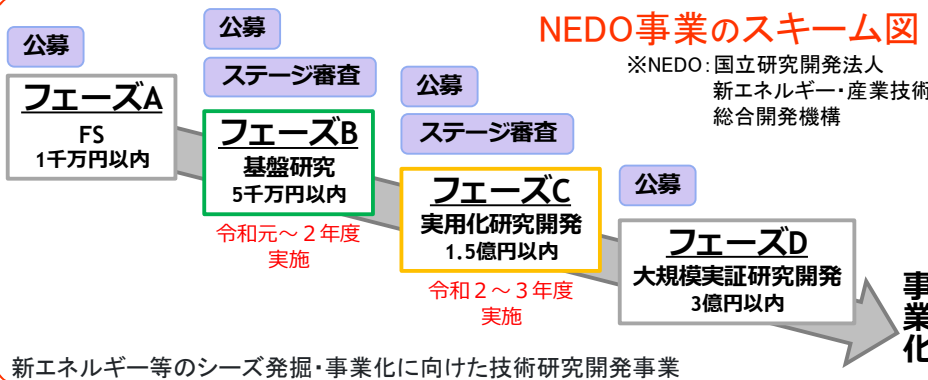 NEDO事業のスキーム図
※NEDO：国立研究開発法人
新エネルギー・産業技術
総合開発機構
公募
フェーズA
FS
1千万円以内
公募
ステージ審査
フェーズB
基盤研究
5千万円以内
令和元～２年度
実施
公募
ステージ審査
フェーズC
実用化研究開発
1.5億円以内
令和２～３年度
実施
公募
フェーズD
大規模実証研究開発
3億円以内
事業化
新エネルギー等のシーズ発掘・事業化に向けた技術研究開発事業